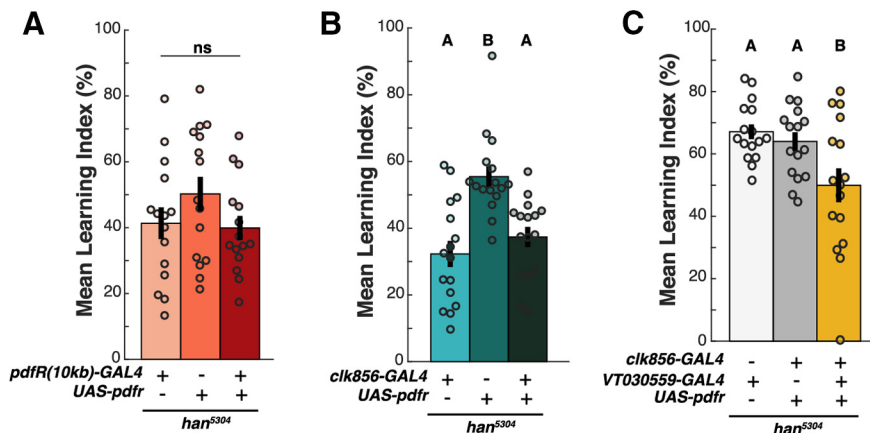 A
Mean Learning Index (%)
100
80
60
40
20
0
ns
pdfR(10kb)-GAL4 + - +
UAS-pdfr - + +
han5304
B
Mean Learning Index (%)
100
80
60
40
20
0
A B A
clk856-GAL4 + - +
UAS-pdfr - + +
han5304
C
Mean Learning Index (%)
100
80
60
40
20
0
A A B
clk856-GAL4 - + +
VT030559-GAL4 + - +
UAS-pdfr - + +
han5304